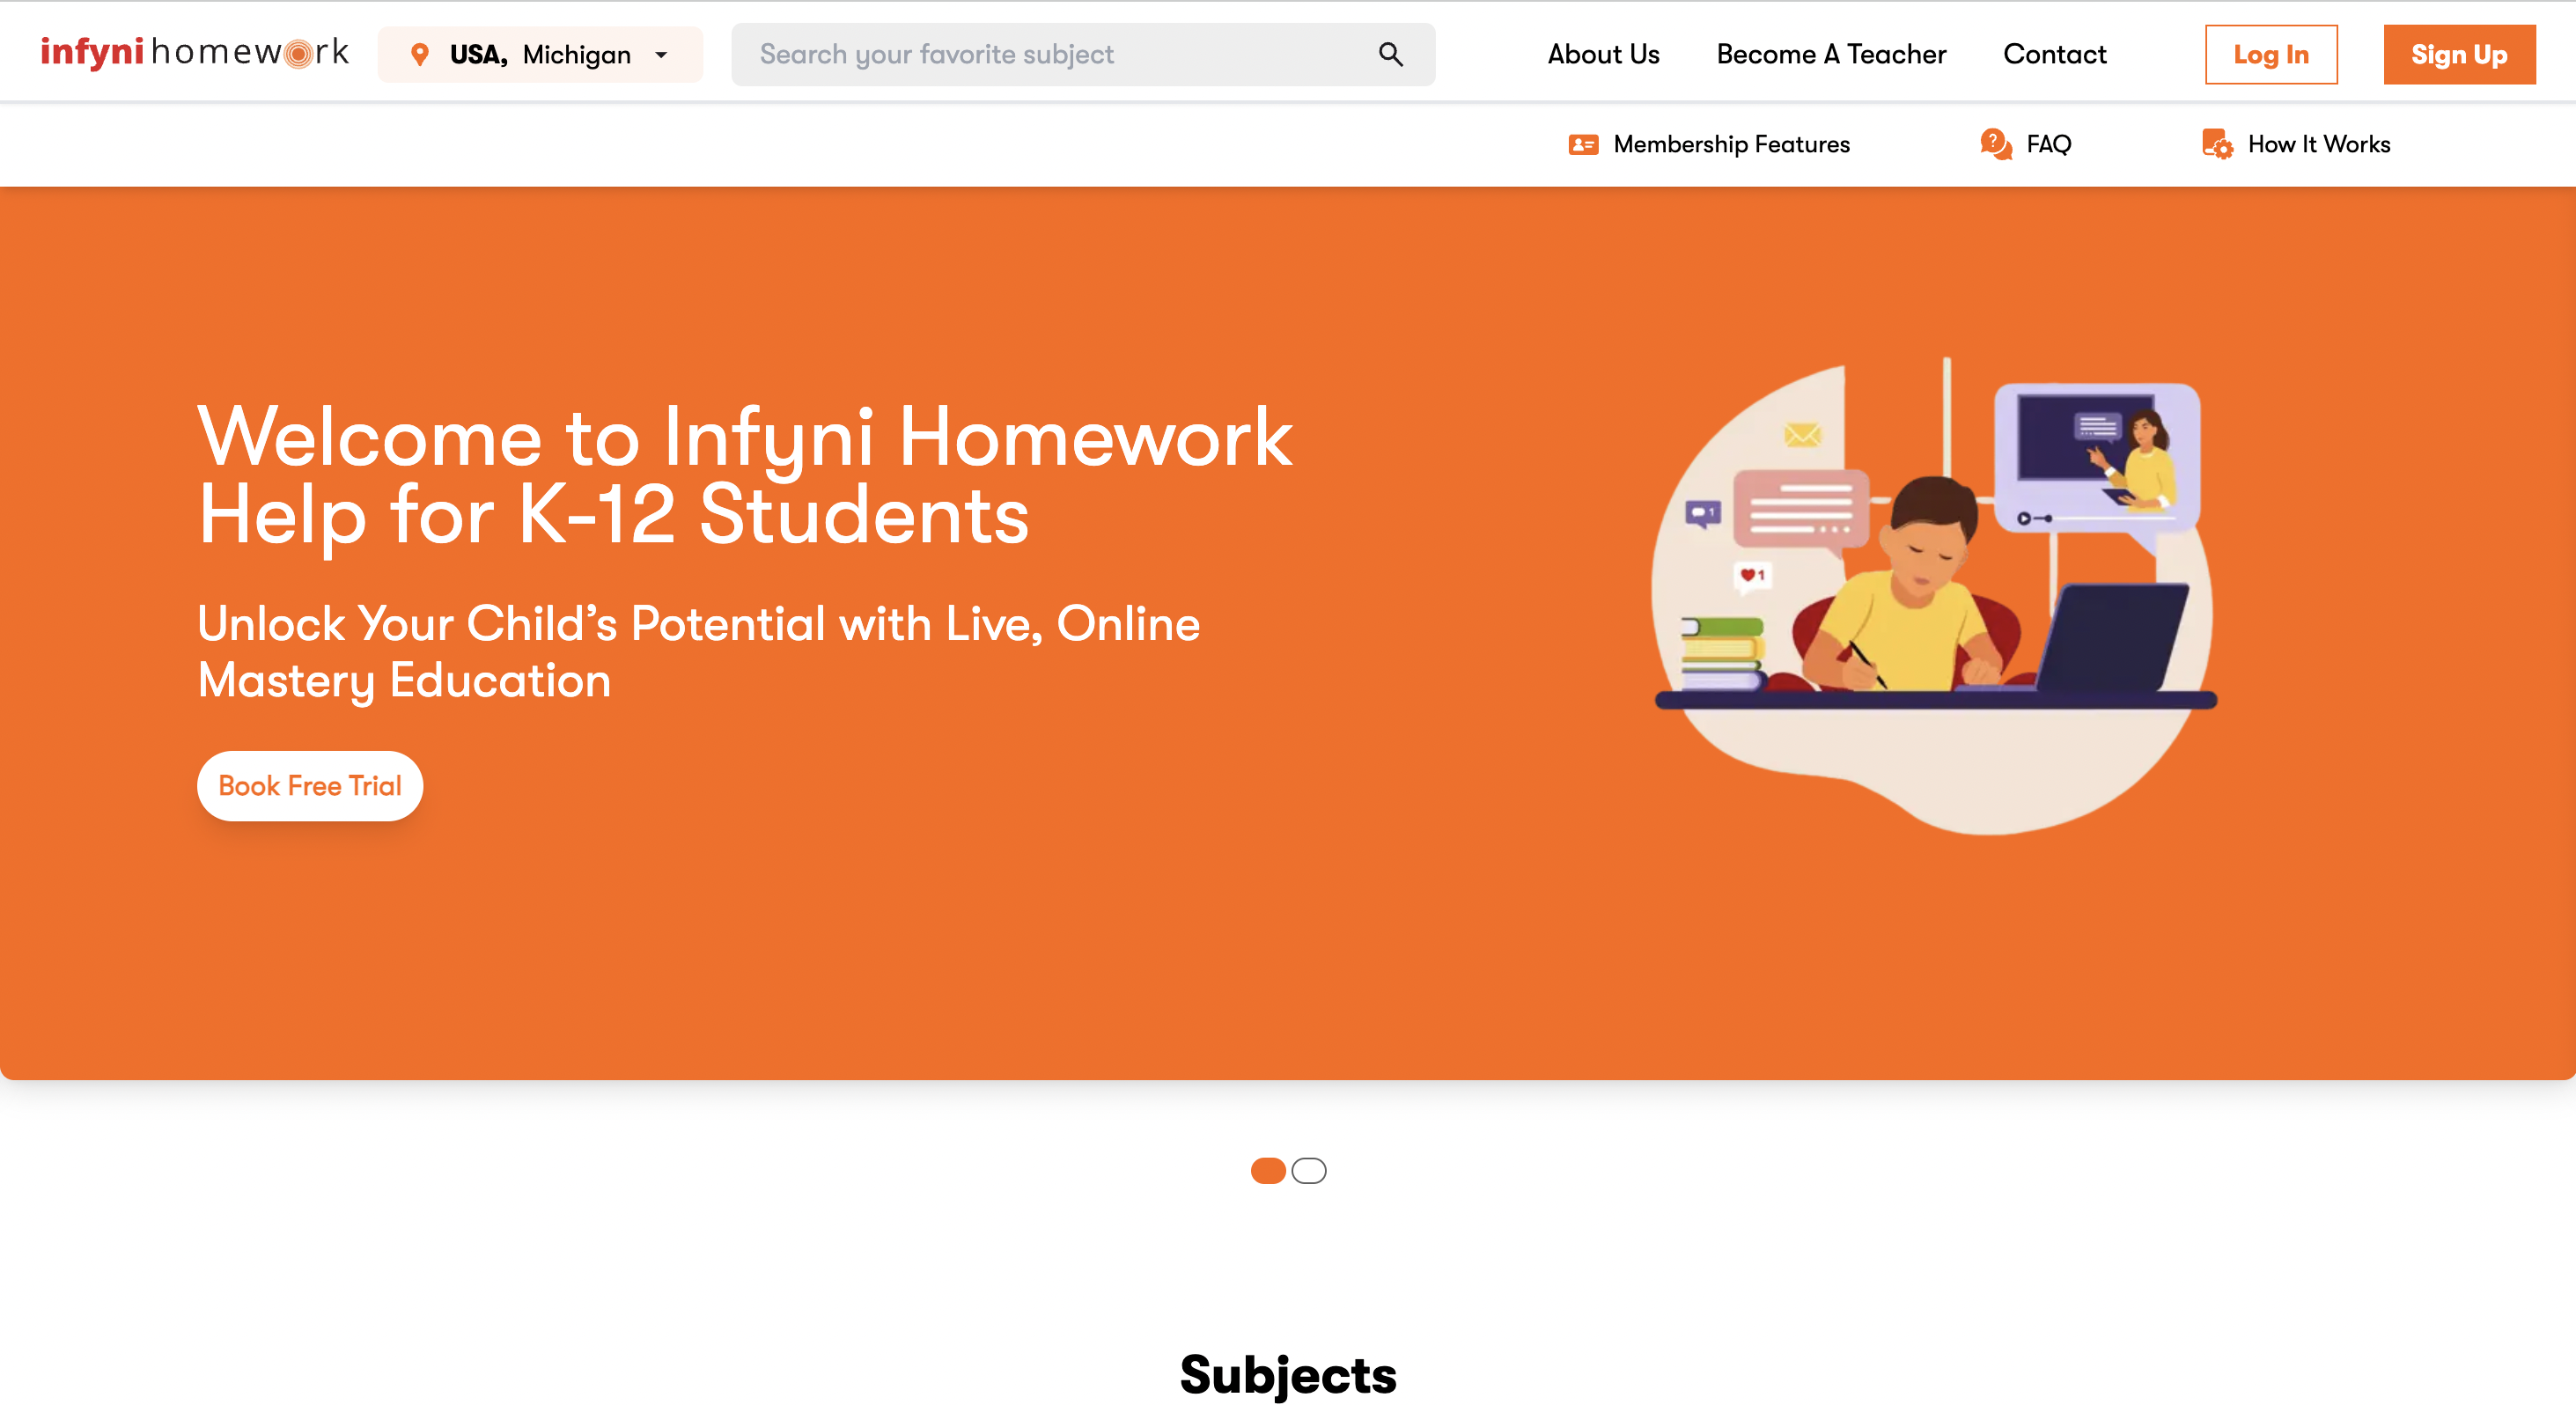 infyni homework
USA, Michigan
Search your favorite subject
About Us
Become A Teacher
Contact
Log In
Sign Up
Membership Features
FAQ
How It Works
Welcome to Infyni Homework
Help for K-12 Students
Unlock Your Child’s Potential with Live, Online
Mastery Education
Book Free Trial
1
1
Subjects